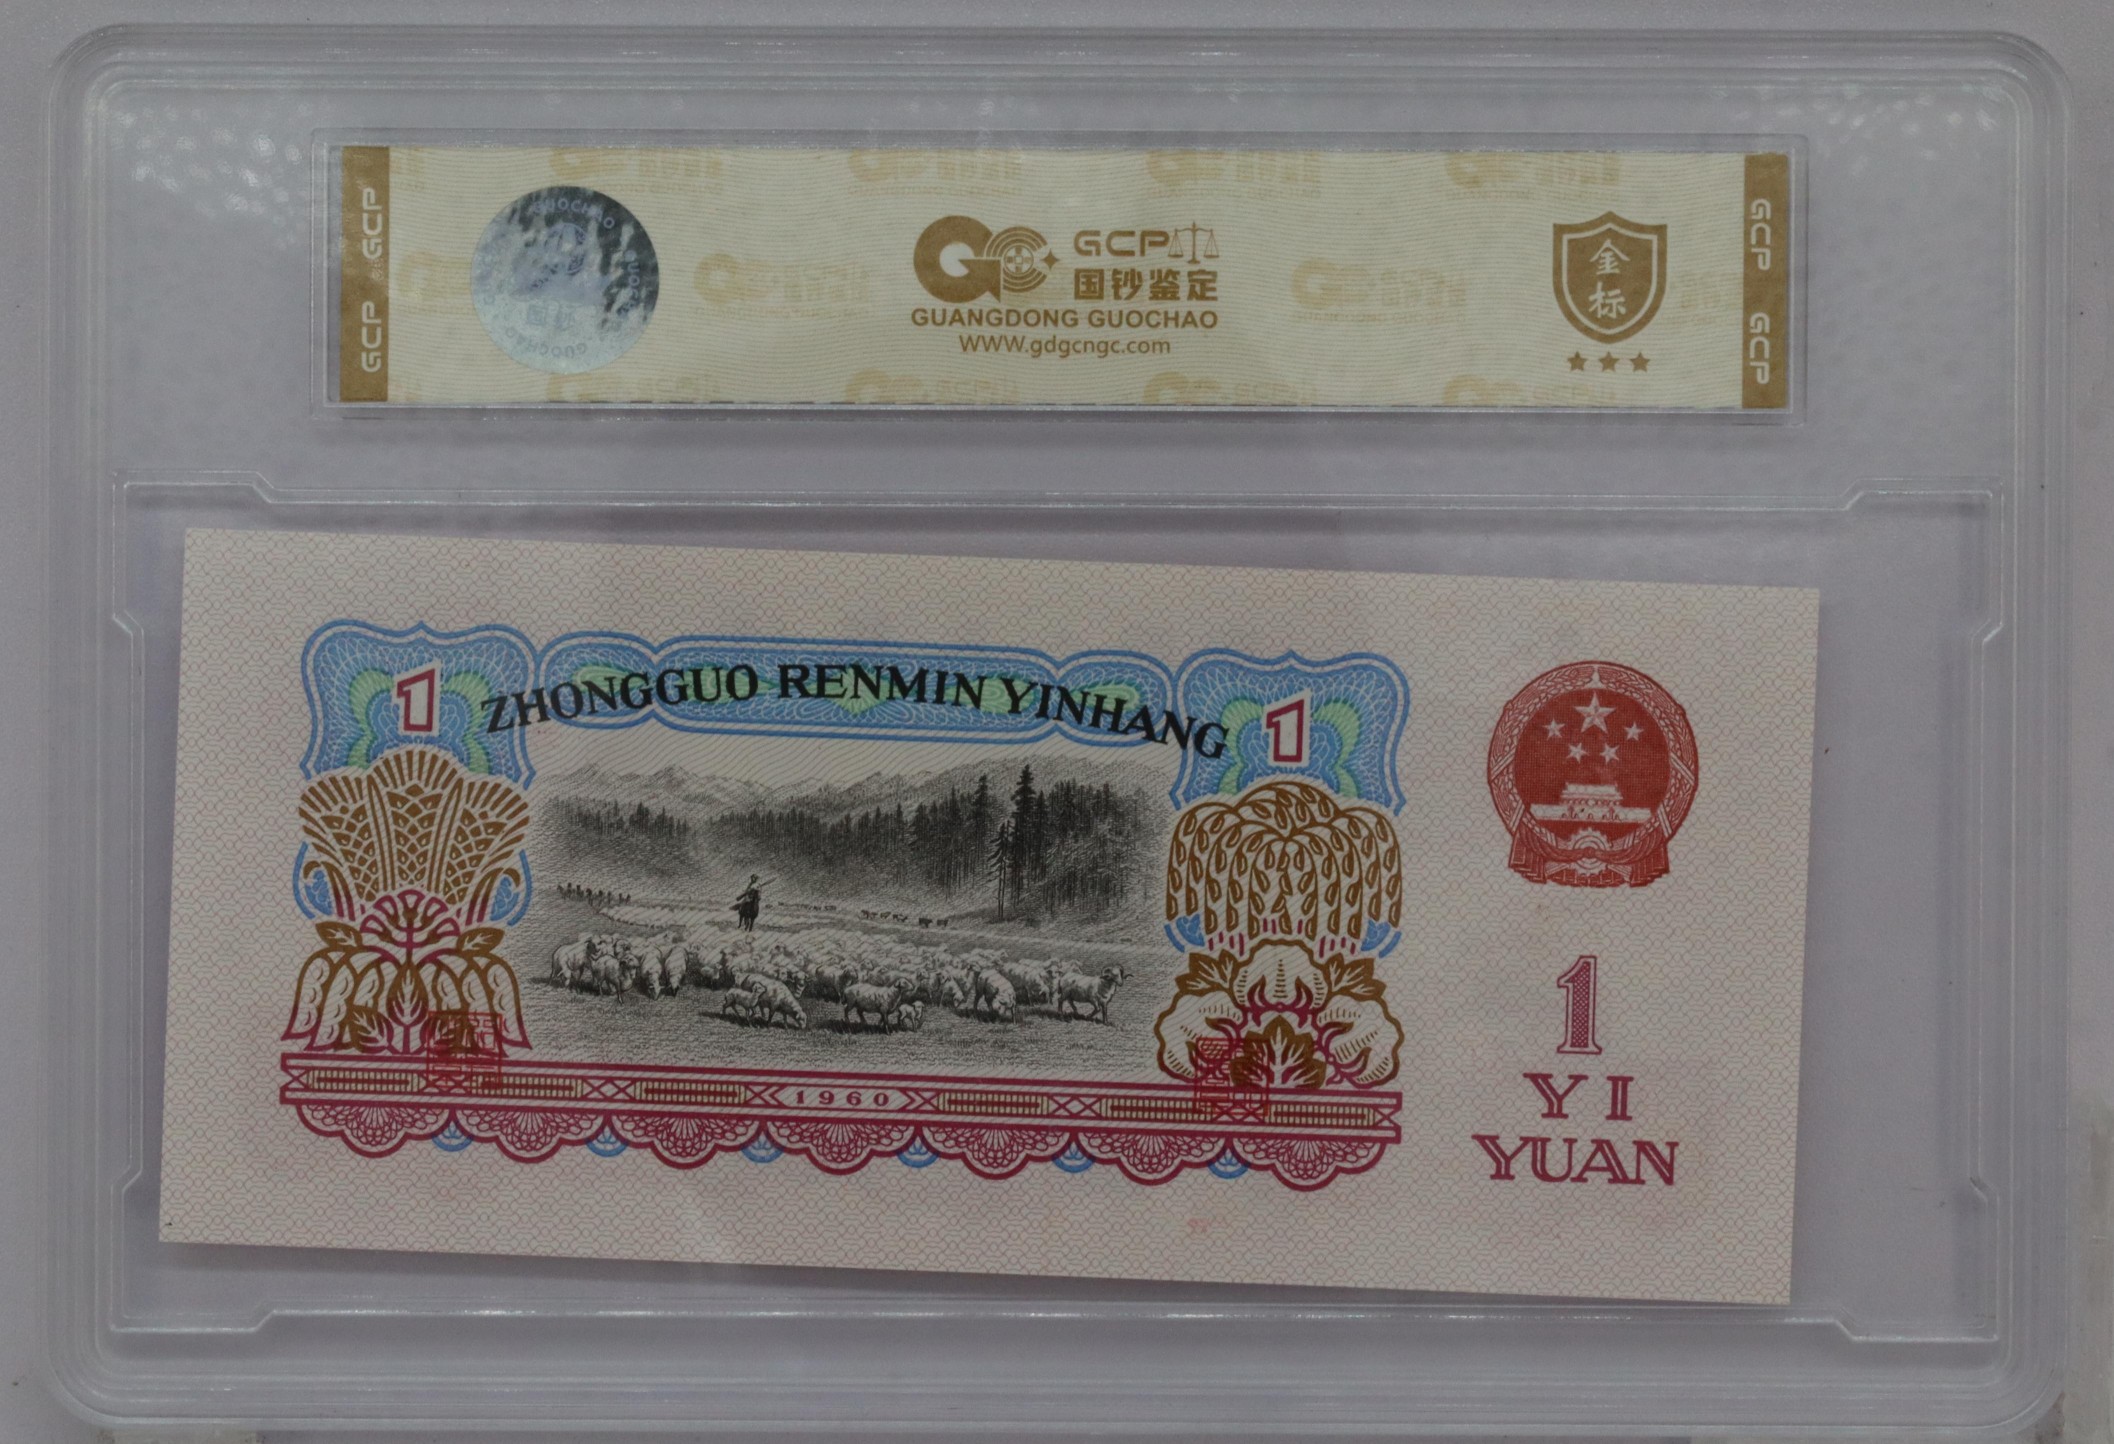 GCP GCP
GUOCHAO
GCP
国钞鉴定
GUANGDONG GUOCHAO
www.gdgcngc.com
金标
GCP GCP
1
ZHONGGUO RENMIN YINHANG
1
1960
1
YI
YUAN